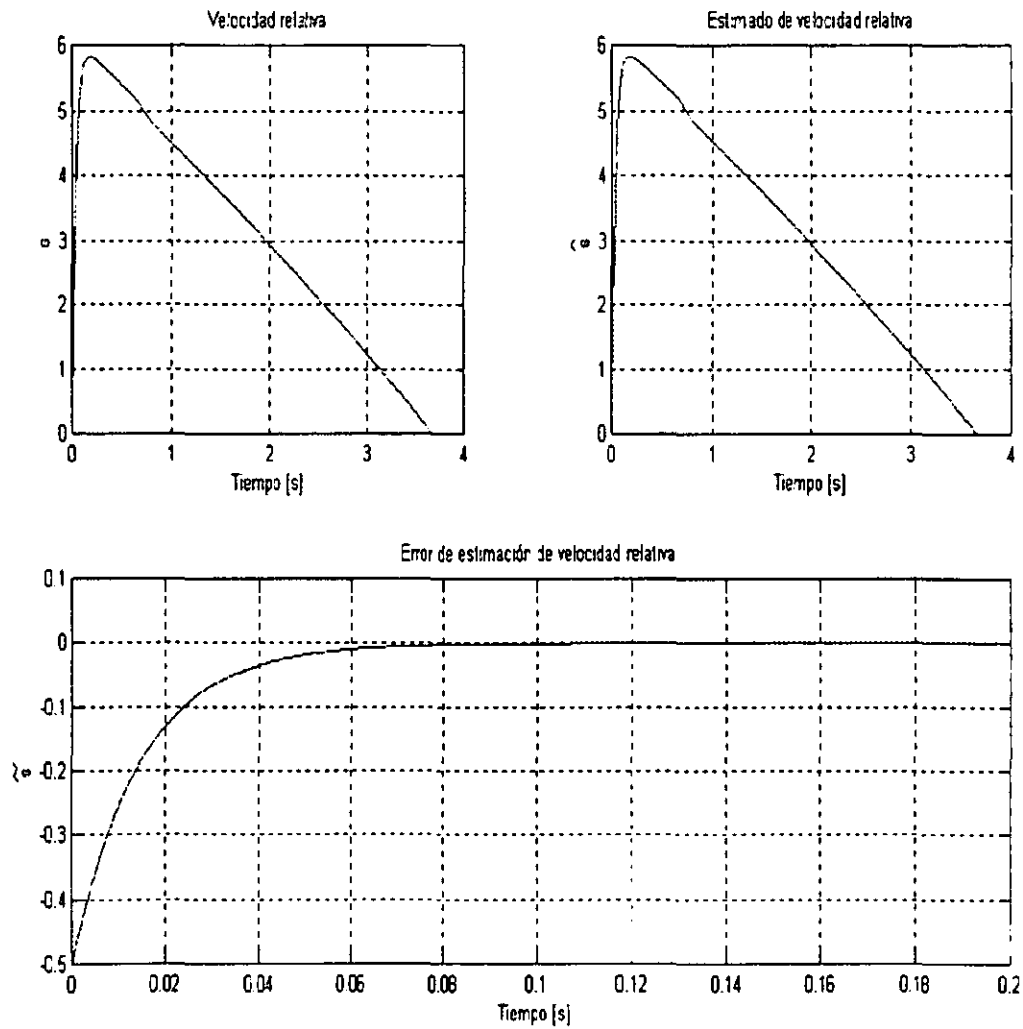 Velocidad relativa
6
5
4
3
2
1
0
0 1 2 3 4
Tiempo [s]
Estimado de velocidad relativa
6
5
4
3
2
1
0
0 1 2 3 4
Tiempo [s]
Error de estimación de velocidad relativa
0.1
0
-0.1
-0.2
-0.3
-0.4
-0.5
0 0.02 0.04 0.06 0.08 0.1 0.12 0.14 0.16 0.18 0.2
Tiempo [s]